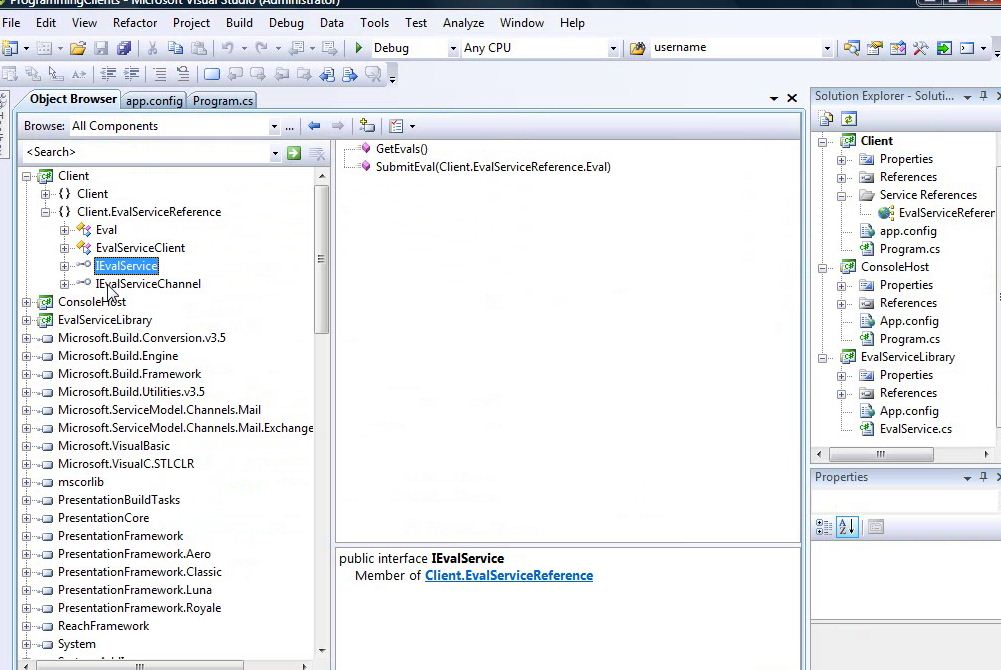 ProgrammingClients - Microsoft Visual Studio (Administrator)
File Edit View Refactor Project Build Debug Data Tools Test Analyze Window Help
Debug Any CPU username
Object Browser app.config Program.cs
Browse: All Components ...
<Search>
Client
Client
Client.EvalServiceReference
Eval
EvalServiceClient
IEvalService
IEvalServiceChannel
ConsoleHost
EvalServiceLibrary
Microsoft.Build.Conversion.v3.5
Microsoft.Build.Engine
Microsoft.Build.Framework
Microsoft.Build.Utilities.v3.5
Microsoft.ServiceModel.Channels.Mail
Microsoft.ServiceModel.Channels.Mail.Exchange
Microsoft.VisualBasic
Microsoft.VisualC.STLCLR
mscorlib
PresentationBuildTasks
PresentationCore
PresentationFramework
PresentationFramework.Aero
PresentationFramework.Classic
PresentationFramework.Luna
PresentationFramework.Royale
ReachFramework
System
GetEvals()
SubmitEval(Client.EvalServiceReference.Eval)
public interface IEvalService
Member of Client.EvalServiceReference
Solution Explorer - Soluti...
Client
Properties
References
Service References
EvalServiceReferen
app.config
Program.cs
ConsoleHost
Properties
References
App.config
Program.cs
EvalServiceLibrary
Properties
References
App.config
EvalService.cs
Properties